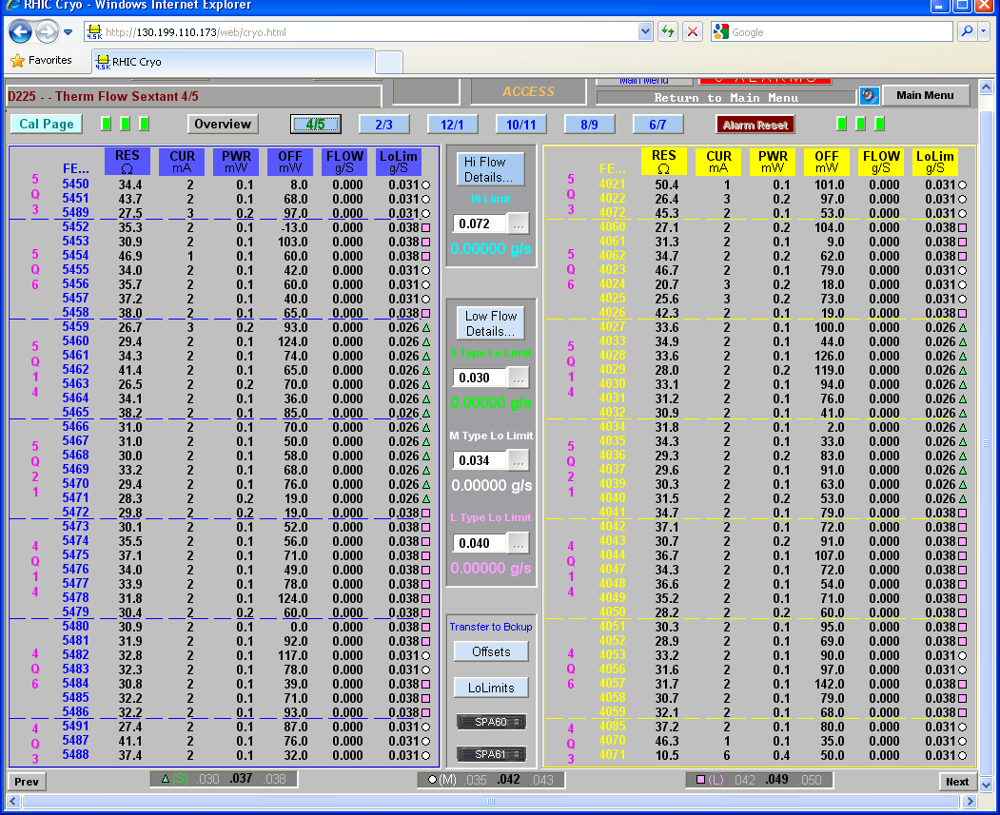 RHIC Cryo - Windows Internet Explorer
http://130.199.110.173/web/cryo.html
Google
Favorites
4.5K RHIC Cryo
D225 - - Therm Flow Sextant 4/5
ACCESS
Main Menu
0 ALARMS
Return to Main Menu
Main Menu
Cal Page
Overview
4/5
2/3
12/1
10/11
8/9
6/7
Alarm Reset
FE... RES Ω CUR mA PWR mW OFF mW FLOW g/S LoLim g/S
5Q3
5450 34.4 2 0.1 8.0 0.000 0.031
5451 43.7 2 0.1 68.0 0.000 0.031
5489 27.5 3 0.2 97.0 0.000 0.031
5Q6
5452 35.3 2 0.1 -13.0 0.000 0.038
5453 30.9 2 0.1 103.0 0.000 0.038
5454 46.9 1 0.1 60.0 0.000 0.038
5455 34.0 2 0.1 42.0 0.000 0.031
5456 35.7 2 0.1 60.0 0.000 0.031
5457 37.2 2 0.1 40.0 0.000 0.031
5458 38.0 2 0.1 65.0 0.000 0.038
5Q14
5459 26.7 3 0.2 93.0 0.000 0.026
5460 29.4 2 0.1 124.0 0.000 0.026
5461 34.3 2 0.1 74.0 0.000 0.026
5462 41.4 2 0.1 65.0 0.000 0.026
5463 26.5 2 0.2 70.0 0.000 0.026
5464 34.1 2 0.1 36.0 0.000 0.026
5465 38.2 2 0.1 85.0 0.000 0.026
5Q21
5466 31.0 2 0.1 70.0 0.000 0.026
5467 31.0 2 0.1 50.0 0.000 0.026
5468 30.0 2 0.1 58.0 0.000 0.026
5469 33.2 2 0.1 68.0 0.000 0.026
5470 29.4 2 0.1 76.0 0.000 0.026
5471 28.3 2 0.2 19.0 0.000 0.026
5472 29.8 2 0.2 19.0 0.000 0.038
4Q14
5473 30.1 2 0.1 52.0 0.000 0.038
5474 35.5 2 0.1 56.0 0.000 0.038
5475 37.1 2 0.1 71.0 0.000 0.038
5476 34.0 2 0.1 49.0 0.000 0.038
5477 33.9 2 0.1 78.0 0.000 0.038
5478 31.8 2 0.1 124.0 0.000 0.038
5479 30.4 2 0.2 60.0 0.000 0.038
4Q6
5480 30.9 2 0.1 0.0 0.000 0.038
5481 31.9 2 0.1 92.0 0.000 0.038
5482 32.8 2 0.1 117.0 0.000 0.031
5483 32.3 2 0.1 78.0 0.000 0.031
5484 30.8 2 0.1 39.0 0.000 0.038
5485 32.2 2 0.1 71.0 0.000 0.038
5486 32.2 2 0.1 93.0 0.000 0.038
4Q3
5491 27.4 2 0.1 87.0 0.000 0.031
5487 41.1 2 0.1 76.0 0.000 0.031
5488 37.4 2 0.1 32.0 0.000 0.031
Hi Flow
Details...
Hi Limit
0.072 ...
0.00000 g/s
Low Flow
Details...
S Type Lo Limit
0.030 ...
0.00000 g/s
M Type Lo Limit
0.034 ...
0.00000 g/s
L Type Lo Limit
0.040 ...
0.00000 g/s
Transfer to Bckup
Offsets
LoLimits
SPA60
SPA61
FE... RES Ω CUR mA PWR mW OFF mW FLOW g/S LoLim g/S
5Q3
4021 50.4 1 0.1 101.0 0.000 0.031
4022 26.4 3 0.2 97.0 0.000 0.031
4072 45.3 2 0.1 53.0 0.000 0.031
5Q6
4060 27.1 2 0.2 104.0 0.000 0.038
4061 31.3 2 0.1 9.0 0.000 0.038
4062 34.7 2 0.2 62.0 0.000 0.038
4023 46.7 2 0.1 79.0 0.000 0.031
4024 20.7 3 0.2 18.0 0.000 0.031
4025 25.6 3 0.2 73.0 0.000 0.031
4026 42.3 2 0.1 19.0 0.000 0.038
5Q14
4027 33.6 2 0.1 100.0 0.000 0.026
4033 34.9 2 0.1 44.0 0.000 0.026
4028 33.6 2 0.1 126.0 0.000 0.026
4029 28.0 2 0.2 119.0 0.000 0.026
4030 33.1 2 0.1 94.0 0.000 0.026
4031 31.2 2 0.1 76.0 0.000 0.026
4032 30.9 2 0.1 41.0 0.000 0.026
5Q21
4034 31.8 2 0.1 2.0 0.000 0.026
4035 34.3 2 0.1 33.0 0.000 0.026
4036 29.3 2 0.2 83.0 0.000 0.026
4037 29.6 2 0.1 91.0 0.000 0.026
4039 30.3 2 0.1 63.0 0.000 0.026
4040 31.5 2 0.2 53.0 0.000 0.026
4041 34.7 2 0.1 79.0 0.000 0.038
4Q14
4042 37.1 2 0.1 72.0 0.000 0.038
4043 30.7 2 0.2 91.0 0.000 0.038
4044 36.7 2 0.1 107.0 0.000 0.038
4047 34.3 2 0.1 72.0 0.000 0.038
4048 36.6 2 0.1 54.0 0.000 0.038
4049 35.2 2 0.1 71.0 0.000 0.038
4050 28.2 2 0.2 60.0 0.000 0.038
4Q6
4051 30.3 2 0.1 95.0 0.000 0.038
4052 28.9 2 0.1 69.0 0.000 0.038
4053 33.2 2 0.1 90.0 0.000 0.031
4056 31.6 2 0.1 97.0 0.000 0.031
4057 31.7 2 0.1 142.0 0.000 0.038
4058 30.7 2 0.1 79.0 0.000 0.038
4059 32.1 2 0.1 68.0 0.000 0.038
4Q3
4085 37.2 2 0.1 80.0 0.000 0.031
4070 46.3 1 0.1 35.0 0.000 0.031
4071 10.5 6 0.4 50.0 0.000 0.031
Prev
(S) .030 .037 .038
(M) .035 .042 .043
(L) .042 .049 .050
Next